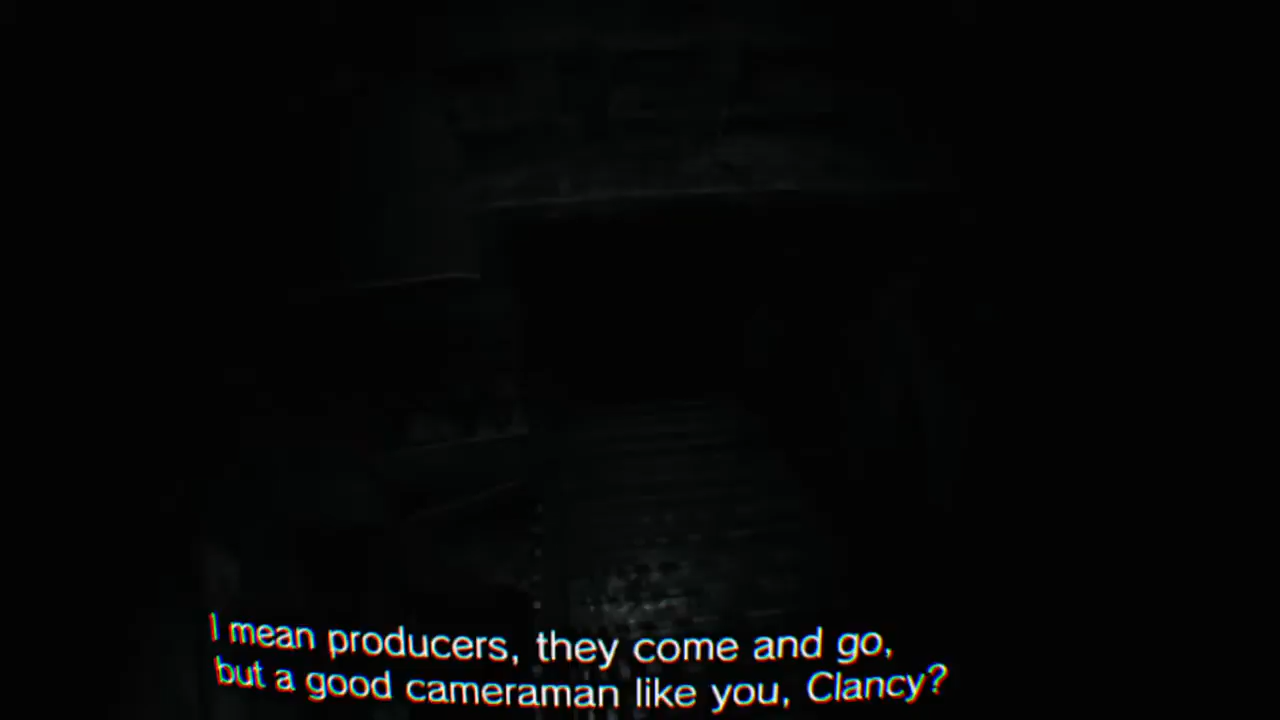 I mean producers, they come and go,
but a good cameraman like you, Clancy?